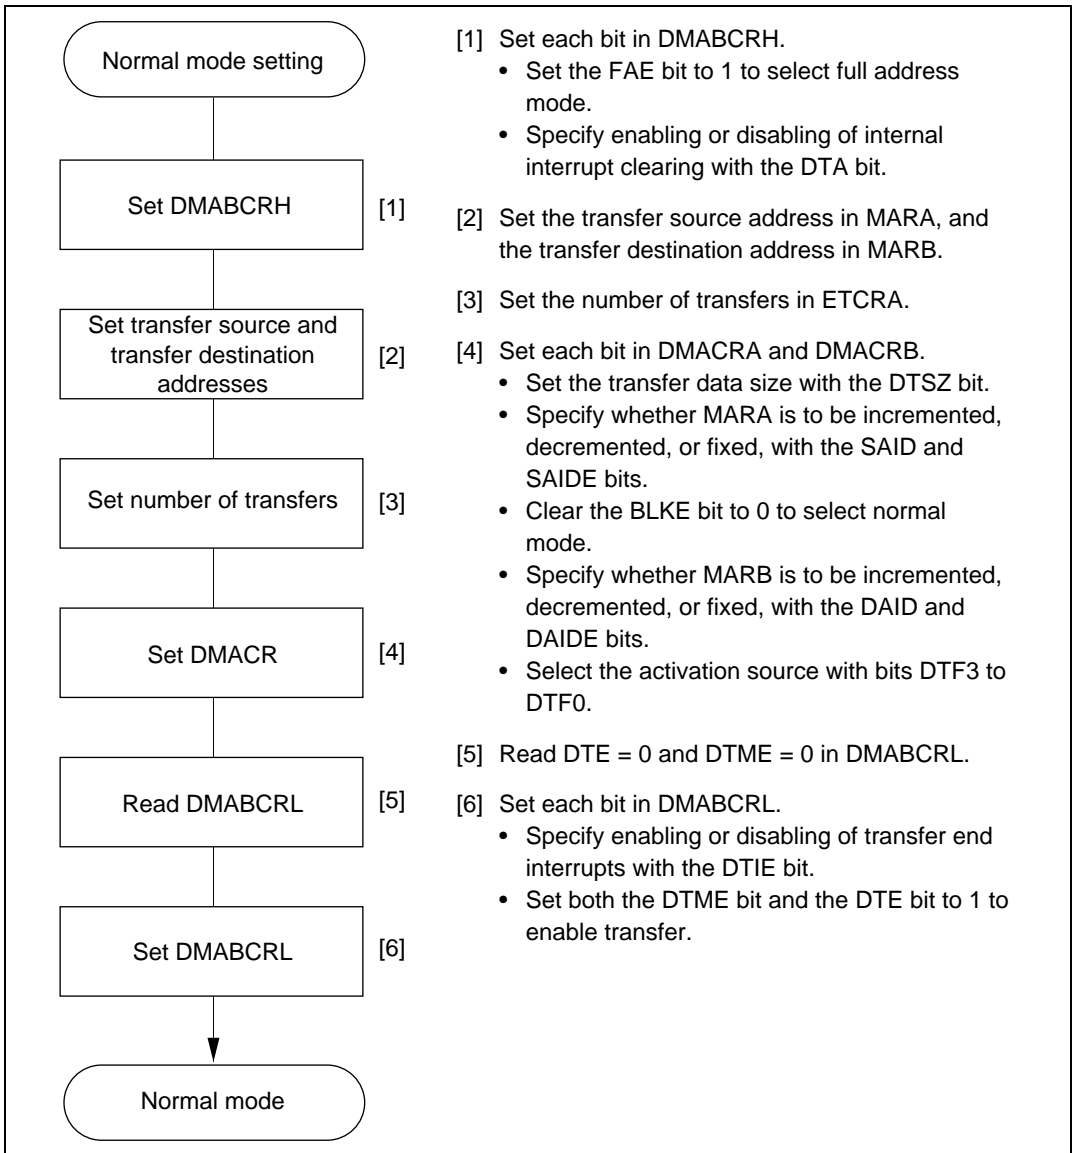 Normal mode setting
Set DMABCRH [1]
Set transfer source and
transfer destination
addresses
[2]
Set number of transfers [3]
Set DMACR [4]
Read DMABCRL [5]
Set DMABCRL [6]
Normal mode
[1] Set each bit in DMABCRH.
• Set the FAE bit to 1 to select full address
mode.
• Specify enabling or disabling of internal
interrupt clearing with the DTA bit.
[2] Set the transfer source address in MARA, and
the transfer destination address in MARB.
[3] Set the number of transfers in ETCRA.
[4] Set each bit in DMACRA and DMACRB.
• Set the transfer data size with the DTSZ bit.
• Specify whether MARA is to be incremented,
decremented, or fixed, with the SAID and
SAIDE bits.
• Clear the BLKE bit to 0 to select normal
mode.
• Specify whether MARB is to be incremented,
decremented, or fixed, with the DAID and
DAIDE bits.
• Select the activation source with bits DTF3 to
DTF0.
[5] Read DTE = 0 and DTME = 0 in DMABCRL.
[6] Set each bit in DMABCRL.
• Specify enabling or disabling of transfer end
interrupts with the DTIE bit.
• Set both the DTME bit and the DTE bit to 1 to
enable transfer.